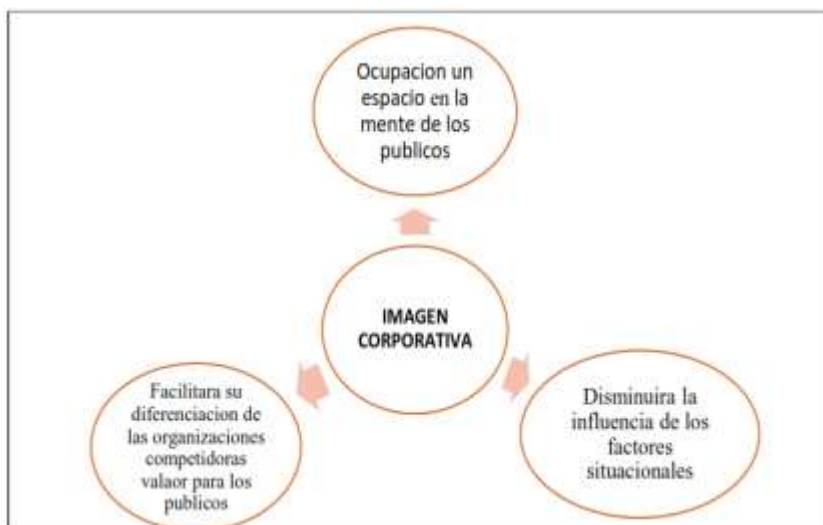 Ocupacion un
espacio en la
mente de los
publicos
IMAGEN
CORPORATIVA
Facilitara su
diferenciacion de
las organizaciones
competidoras
valaor para los
publicos
Disminuira la
influencia de los
factores
situacionales